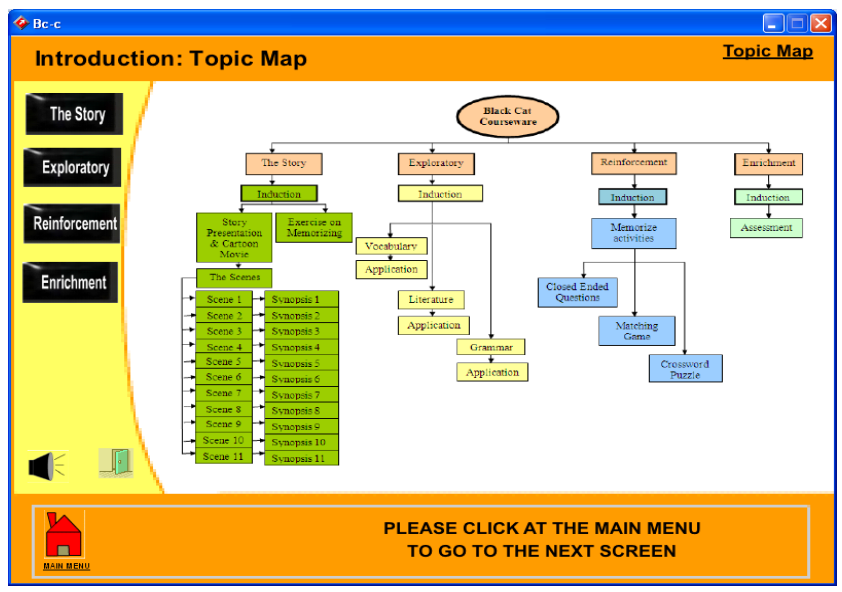 Bc-c
Introduction: Topic Map
Topic Map
The Story
Exploratory
Reinforcement
Enrichment
Black Cat
Courseware
The Story
Exploratory
Reinforcement
Enrichment
Induction
Induction
Induction
Induction
Story
Presentation
& Cartoon
Movie
Exercise on
Memorizing
Vocabulary
Application
Memorize
activities
Assessment
The Scenes
Literature
Application
Grammar
Application
Closed Ended
Questions
Matching
Game
Crossword
Puzzle
Scene 1 Synopsis 1
Scene 2 Synopsis 2
Scene 3 Synopsis 3
Scene 4 Synopsis 4
Scene 5 Synopsis 5
Scene 6 Synopsis 6
Scene 7 Synopsis 7
Scene 8 Synopsis 8
Scene 9 Synopsis 9
Scene 10 Synopsis 10
Scene 11 Synopsis 11
MAIN MENU
PLEASE CLICK AT THE MAIN MENU
TO GO TO THE NEXT SCREEN